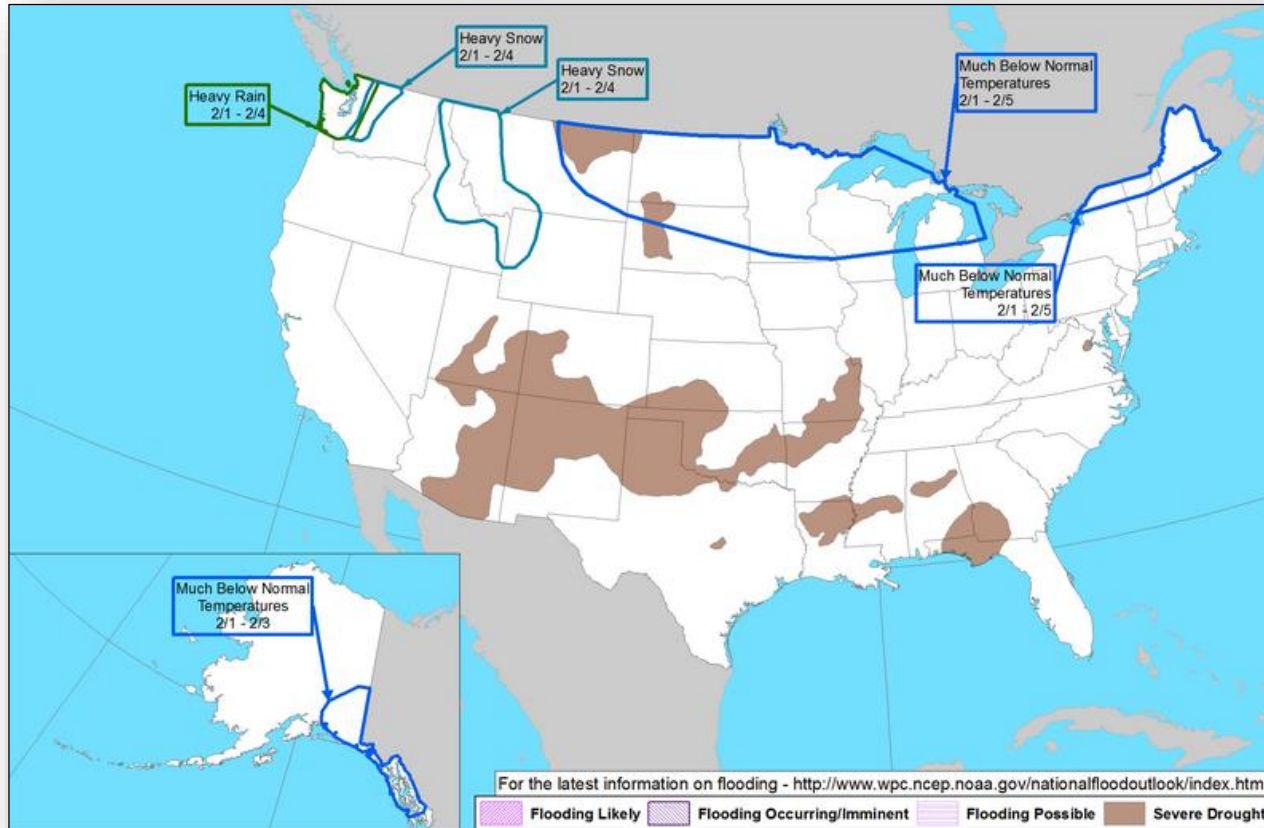 Heavy Snow
2/1 - 2/4
Heavy Snow
2/1 - 2/4
Much Below Normal
Temperatures
2/1 - 2/5
Heavy Rain
2/1 - 2/4
Much Below Normal
Temperatures
2/1 - 2/5
Much Below Normal
Temperatures
2/1 - 2/3
For the latest information on flooding - http://www.wpc.ncep.noaa.gov/nationalfloodoutlook/index.htm
Flooding Likely Flooding Occurring/Imminent Flooding Possible Severe Drought